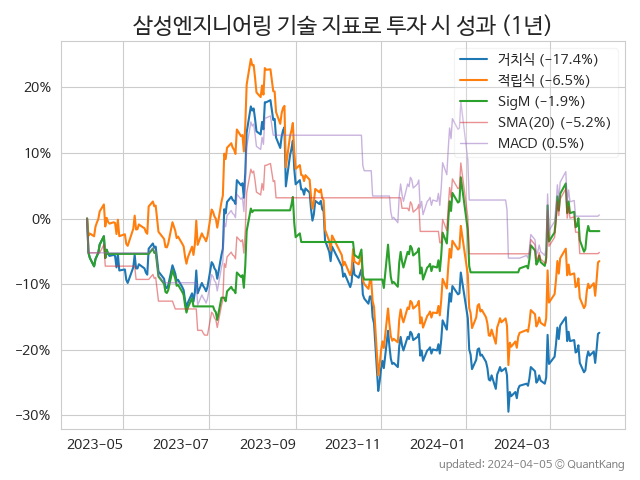 삼성엔지니어링 기술 지표로 투자 시 성과 (1년)
거치식 (−17.4%)
적립식 (−6.5%)
SigM (−1.9%)
SMA(20) (−5.2%)
MACD (0.5%)
20%
10%
0%
−10%
−20%
−30%
2023-05 2023-07 2023-09 2023-11 2024-01 2024-03
updated: 2024-04-05 © QuantKang